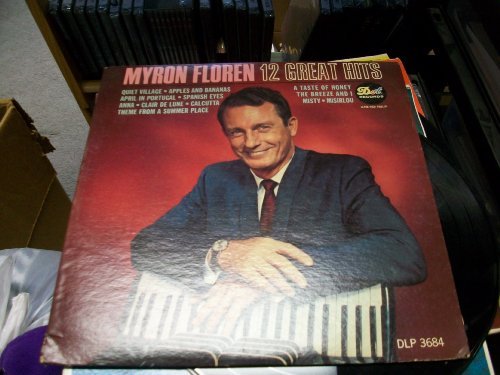 MYRON FLOREN 12 GREAT HITS
QUIET VILLAGE • APPLES AND BANANAS
APRIL IN PORTUGAL • SPANISH EYES
ANNA • CLAIR DE LUNE • CALCUTTA
THEME FROM A SUMMER PLACE
A TASTE OF HONEY
THE BREEZE AND I
MISTY • MISIRLOU
Dot
RECORDS
DLP 3684